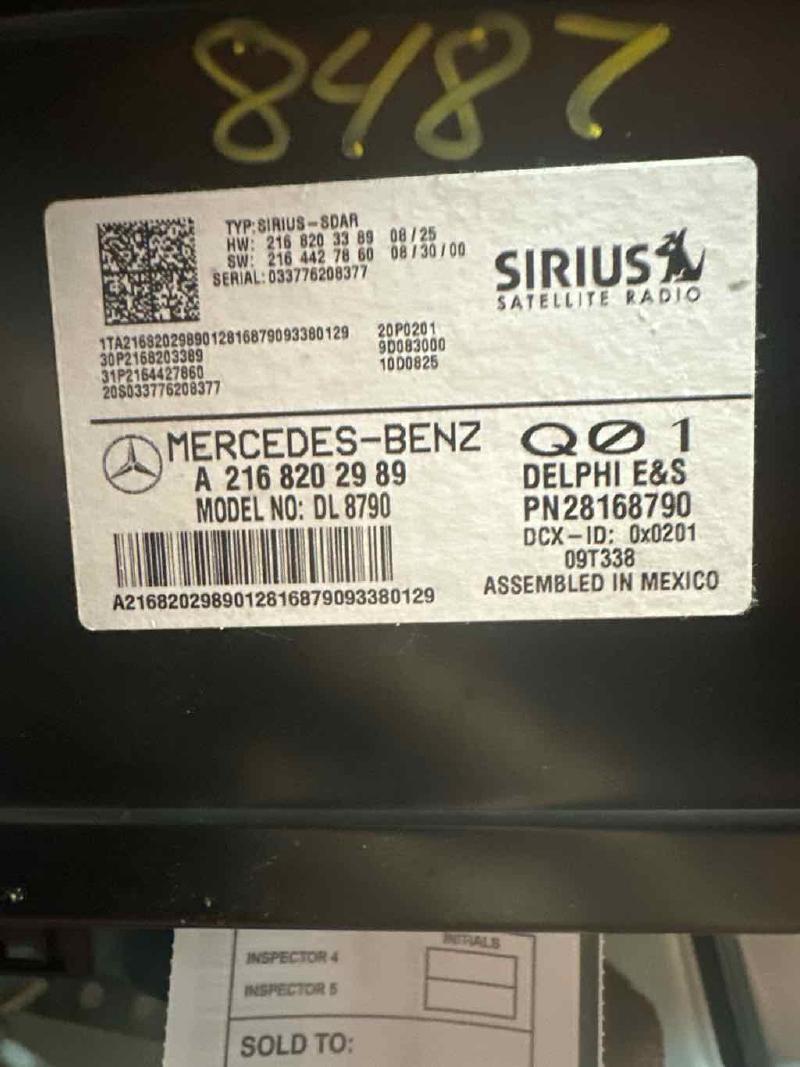 8487
TYP: SIRIUS-SDAR
HW: 216 820 33 89 08/25
SW: 216 442 78 60 08/30/00
SERIAL: 033776208377
SIRIUS
SATELLITE RADIO
1TA2168202989012816879093380129 20P0201
30P2168203389 9D083000
31P2164427860 10D0825
20S033776208377
MERCEDES-BENZ
A 216 820 29 89
MODEL NO: DL 8790
A2168202989012816879093380129
Q01
DELPHI E&S
PN28168790
DCX-ID: 0x0201
09T338
ASSEMBLED IN MEXICO
INITIALS
INSPECTOR 4
INSPECTOR 5
SOLD TO: